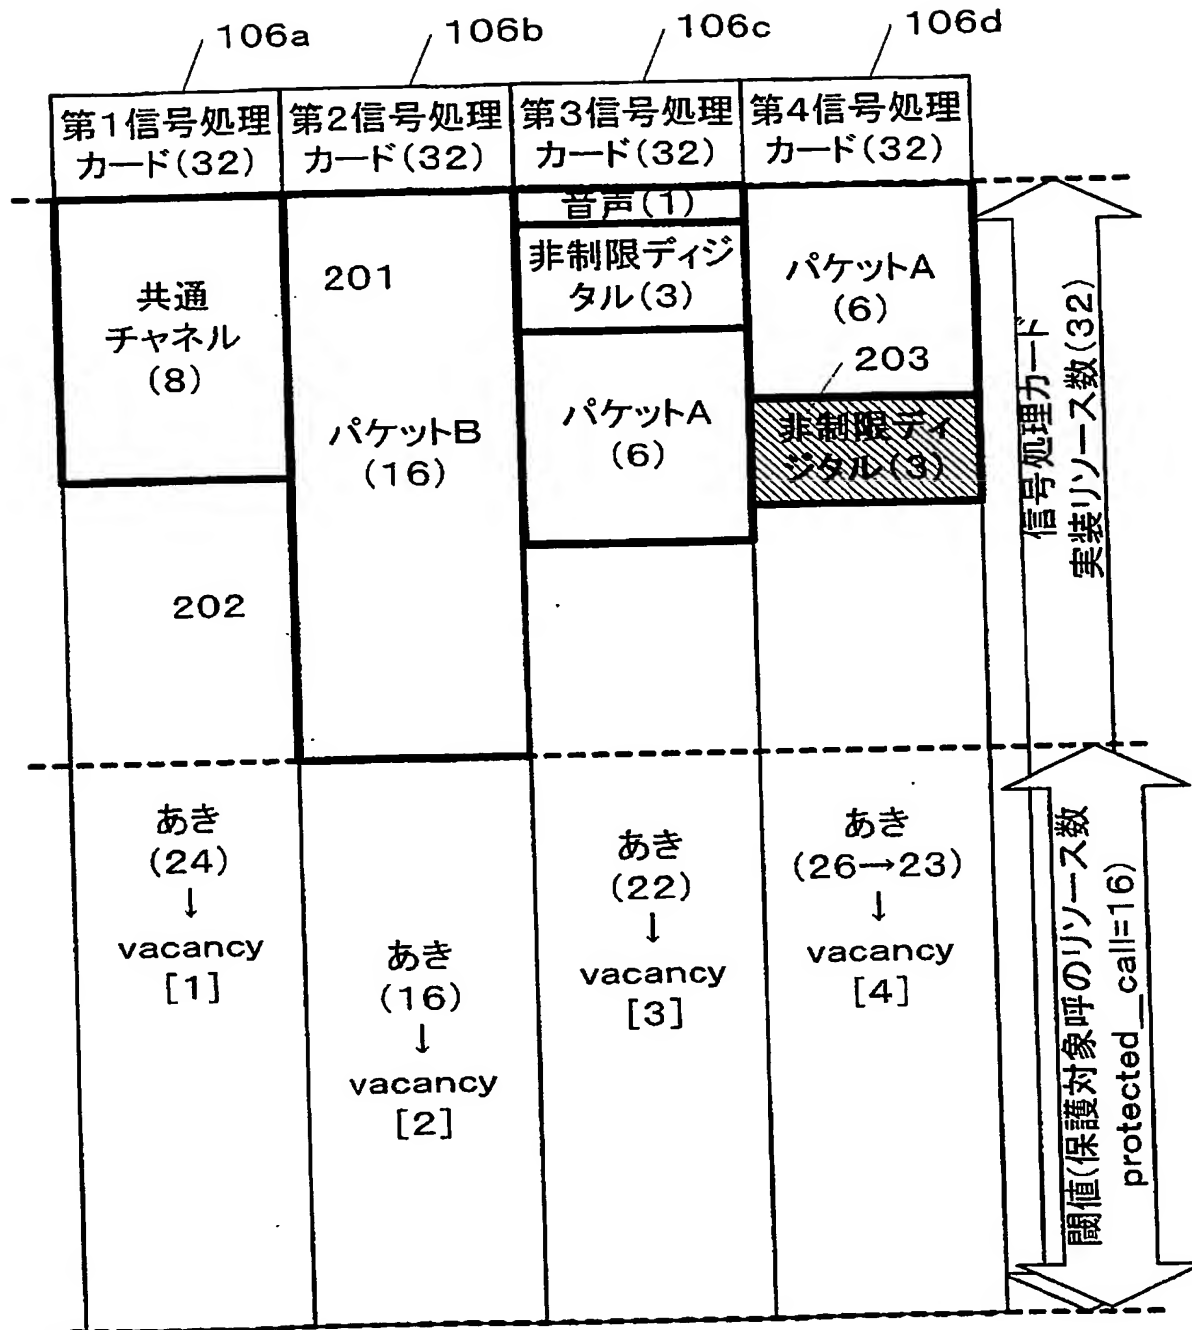 106a
106b
106c
106d
第1信号処理
カード(32)
第2信号処理
カード(32)
第3信号処理
カード(32)
第4信号処理
カード(32)
共通
チャネル
(8)
202
あき
(24)
↓
vacancy
[1]
201
パケットB
(16)
あき
(16)
↓
vacancy
[2]
音声(1)
非制限ディジ
タル(3)
パケットA
(6)
あき
(22)
↓
vacancy
[3]
パケットA
(6)
203
非制限ディ
ジタル(3)
あき
(26→23)
↓
vacancy
[4]
信号処理カード
実装リソース数(32)
閾値(保護対象呼のリソース数
protected_call=16)